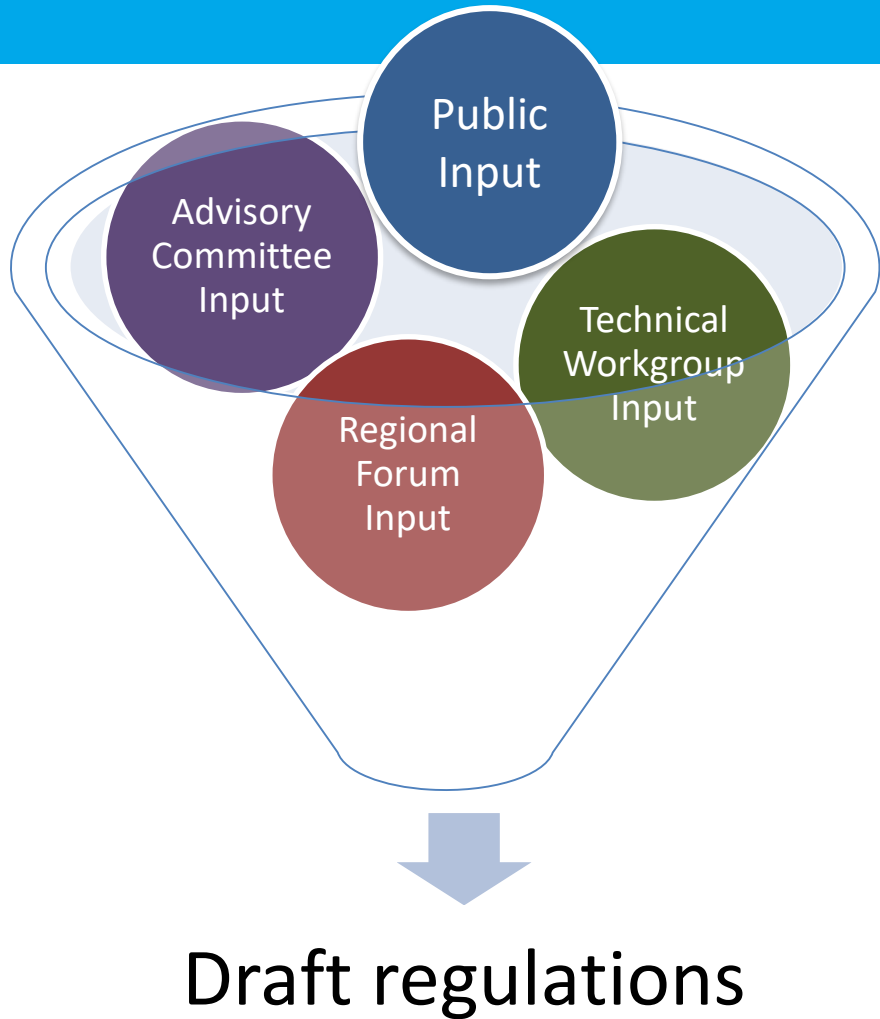 Public
Input
Advisory
Committee
Input
Technical
Workgroup
Input
Regional
Forum
Input
Draft regulations